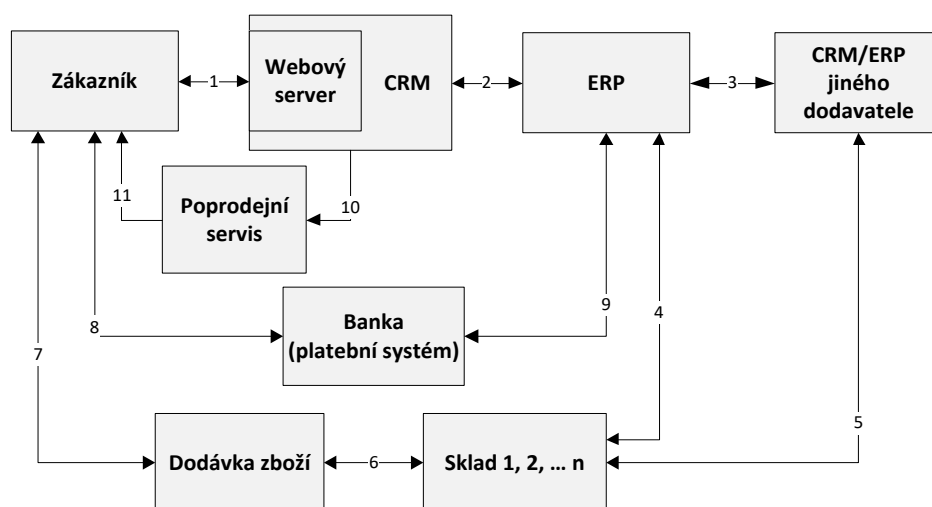 Zákazník
1
Webový
server
CRM
2
ERP
3
CRM/ERP
jiného
dodavatele
11
Poprodejní
servis
10
8
Banka
(platební systém)
9
4
7
Dodávka zboží
6
Sklad 1, 2, ... n
5